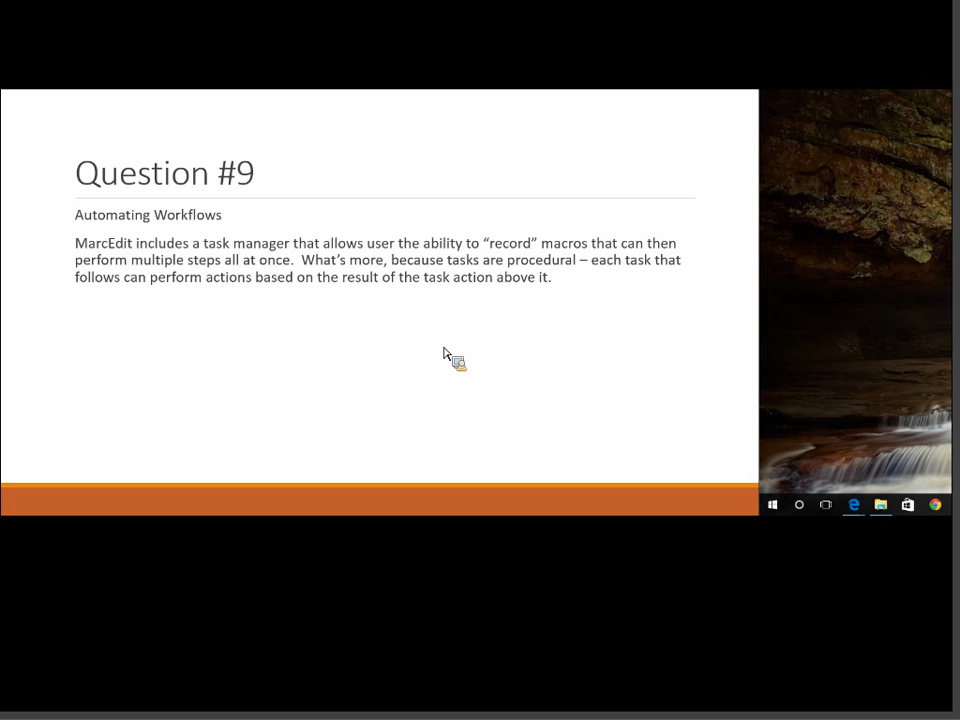 Question #9
Automating Workflows
MarcEdit includes a task manager that allows user the ability to “record” macros that can then
perform multiple steps all at once.  What’s more, because tasks are procedural – each task that
follows can perform actions based on the result of the task action above it.